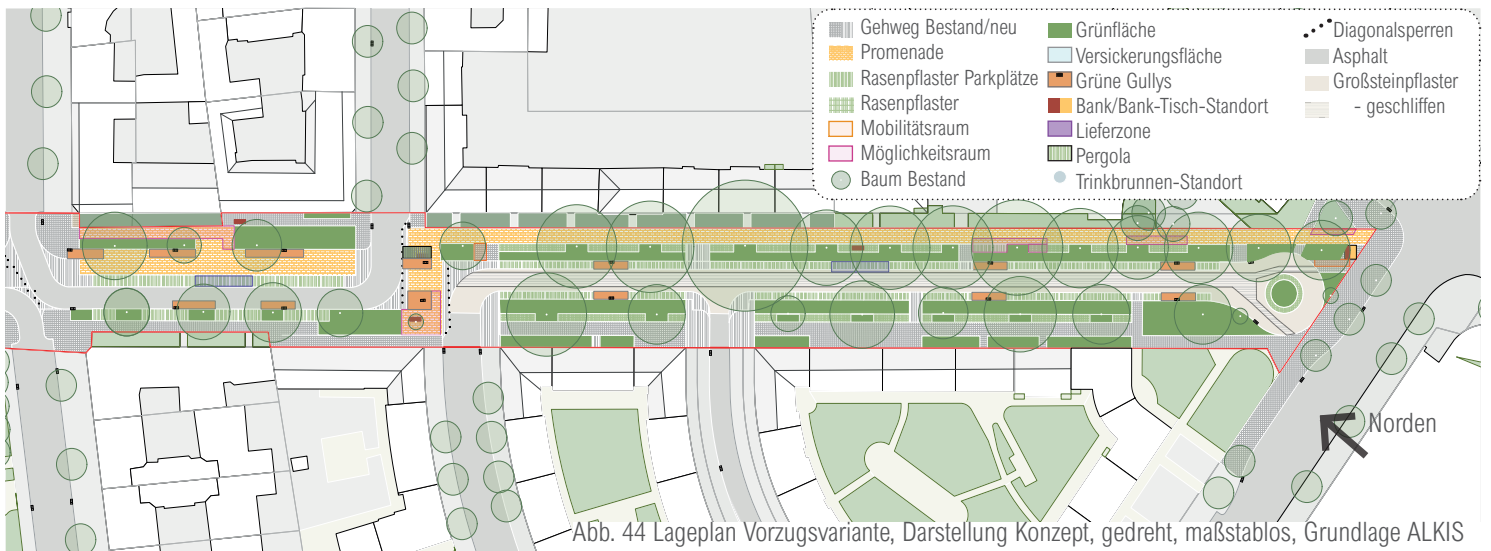 Gehweg Bestand/neu
Promenade
Rasenpflaster Parkplätze
Rasenpflaster
Mobilitätsraum
Möglichkeitsraum
Baum Bestand
Grünfläche
Versickerungsfläche
Grüne Gullys
Bank/Bank-Tisch-Standort
Lieferzone
Pergola
Trinkbrunnen-Standort
Diagonalsperren
Asphalt
Großsteinpflaster
- geschliffen
Norden
Abb. 44 Lageplan Vorzugsvariante, Darstellung Konzept, gedreht, maßstablos, Grundlage ALKIS